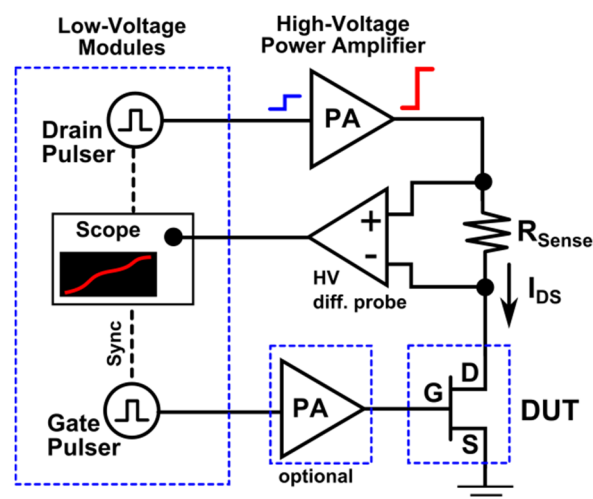 Low-Voltage
Modules
High-Voltage
Power Amplifier
PA
Drain
Pulser
Scope
+
-
HV
diff. probe
RSense
IDS
Sync
Gate
Pulser
PA
optional
G
D
S
DUT